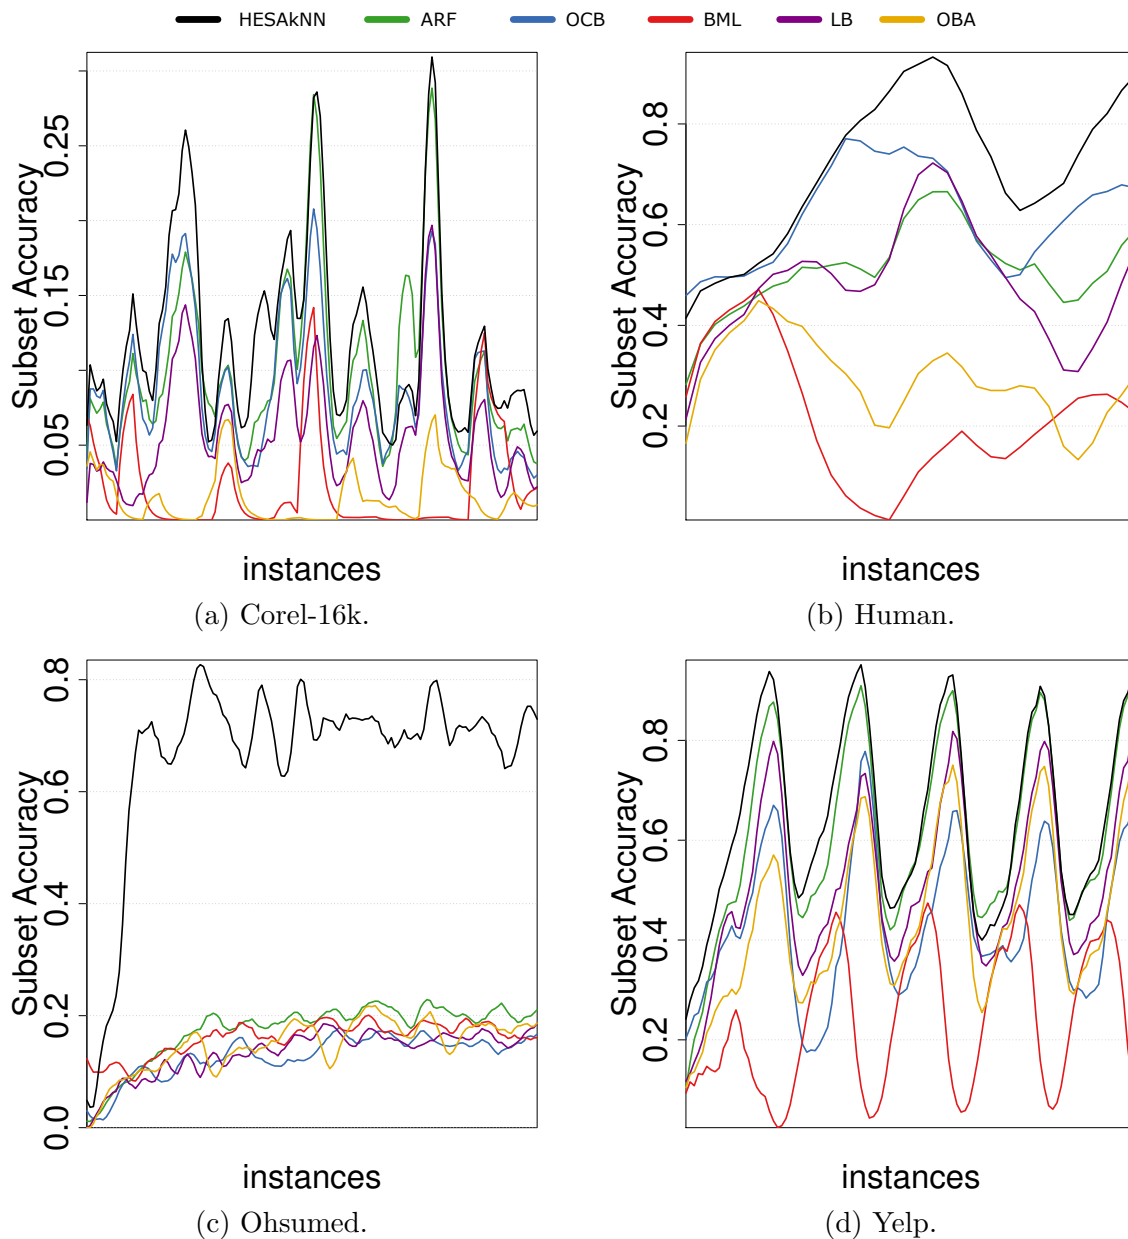 HESAkNN ARF OCB BML LB OBA
Subset Accuracy
0.05 0.15 0.25
instances
(a) Corel-16k.
Subset Accuracy
0.2 0.4 0.6 0.8
instances
(b) Human.
Subset Accuracy
0.0 0.2 0.4 0.6 0.8
instances
(c) Ohsumed.
Subset Accuracy
0.2 0.4 0.6 0.8
instances
(d) Yelp.